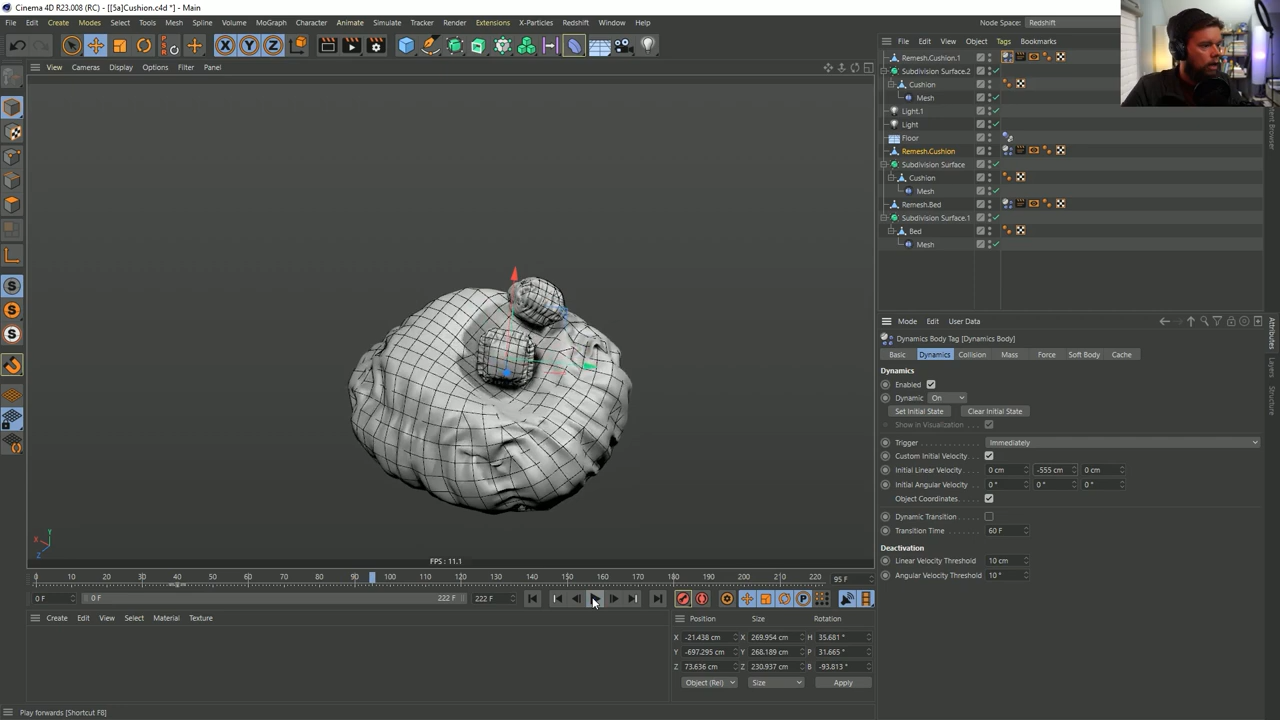 Cinema 4D R23.008 (RC) - [[5a]Cushion.c4d *] - Main
File Edit Create Modes Select Tools Mesh Splines Volume MoGraph Character Animate Simulate Tracker Render Extensions X-Particles Redshift Window Help Node Space: Redshift
X Y Z
File Edit View Object Tags Bookmarks
View Cameras Display Options Filter Panel
Remesh.Cushion.1
Subdivision Surface.2
Cushion
Mesh
Light.1
Light
Floor
Remesh.Cushion
Subdivision Surface
Cushion
Mesh
Remesh.Bed
Subdivision Surface.1
Bed
Mesh
Mode Edit User Data
Dynamics Body Tag [Dynamics Body]
Basic Dynamics Collision Mass Force Soft Body Cache
Dynamics
Enabled
Dynamic On
Set Initial State Clear Initial State
Show in Visualization
Trigger Immediately
Custom Initial Velocity
Initial Linear Velocity 0 cm -555 cm 0 cm
Initial Angular Velocity 0 ° 0 ° 0 °
Object Coordinates
Dynamic Transition
Transition Time 60 F
Deactivation
Linear Velocity Threshold 10 cm
Angular Velocity Threshold 10 °
Attributes
Layers
Structure
S
S
S
X Y Z
FPS : 11.1
0 10 20 30 40 50 60 70 80 90 100 110 120 130 140 150 160 170 180 190 200 210 220 95 F
0 F 0 F 222 F 222 F
P
Create Edit View Select Material Texture
Position Size Rotation
X -21.438 cm X 269.954 cm H 35.681 °
Y -697.295 cm Y 268.189 cm P 31.665 °
Z 73.636 cm Z 230.937 cm B -93.813 °
Object (Rel) Size Apply
Play forwards [Shortcut F8]